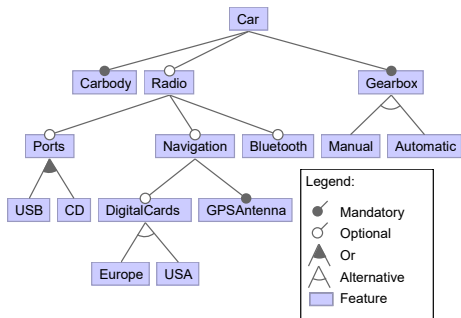 Car
Carbody
Radio
Gearbox
Ports
Navigation
Bluetooth
Manual
Automatic
USB
CD
DigitalCards
GPSAntenna
Europe
USA
Legend:
Mandatory
Optional
Or
Alternative
Feature